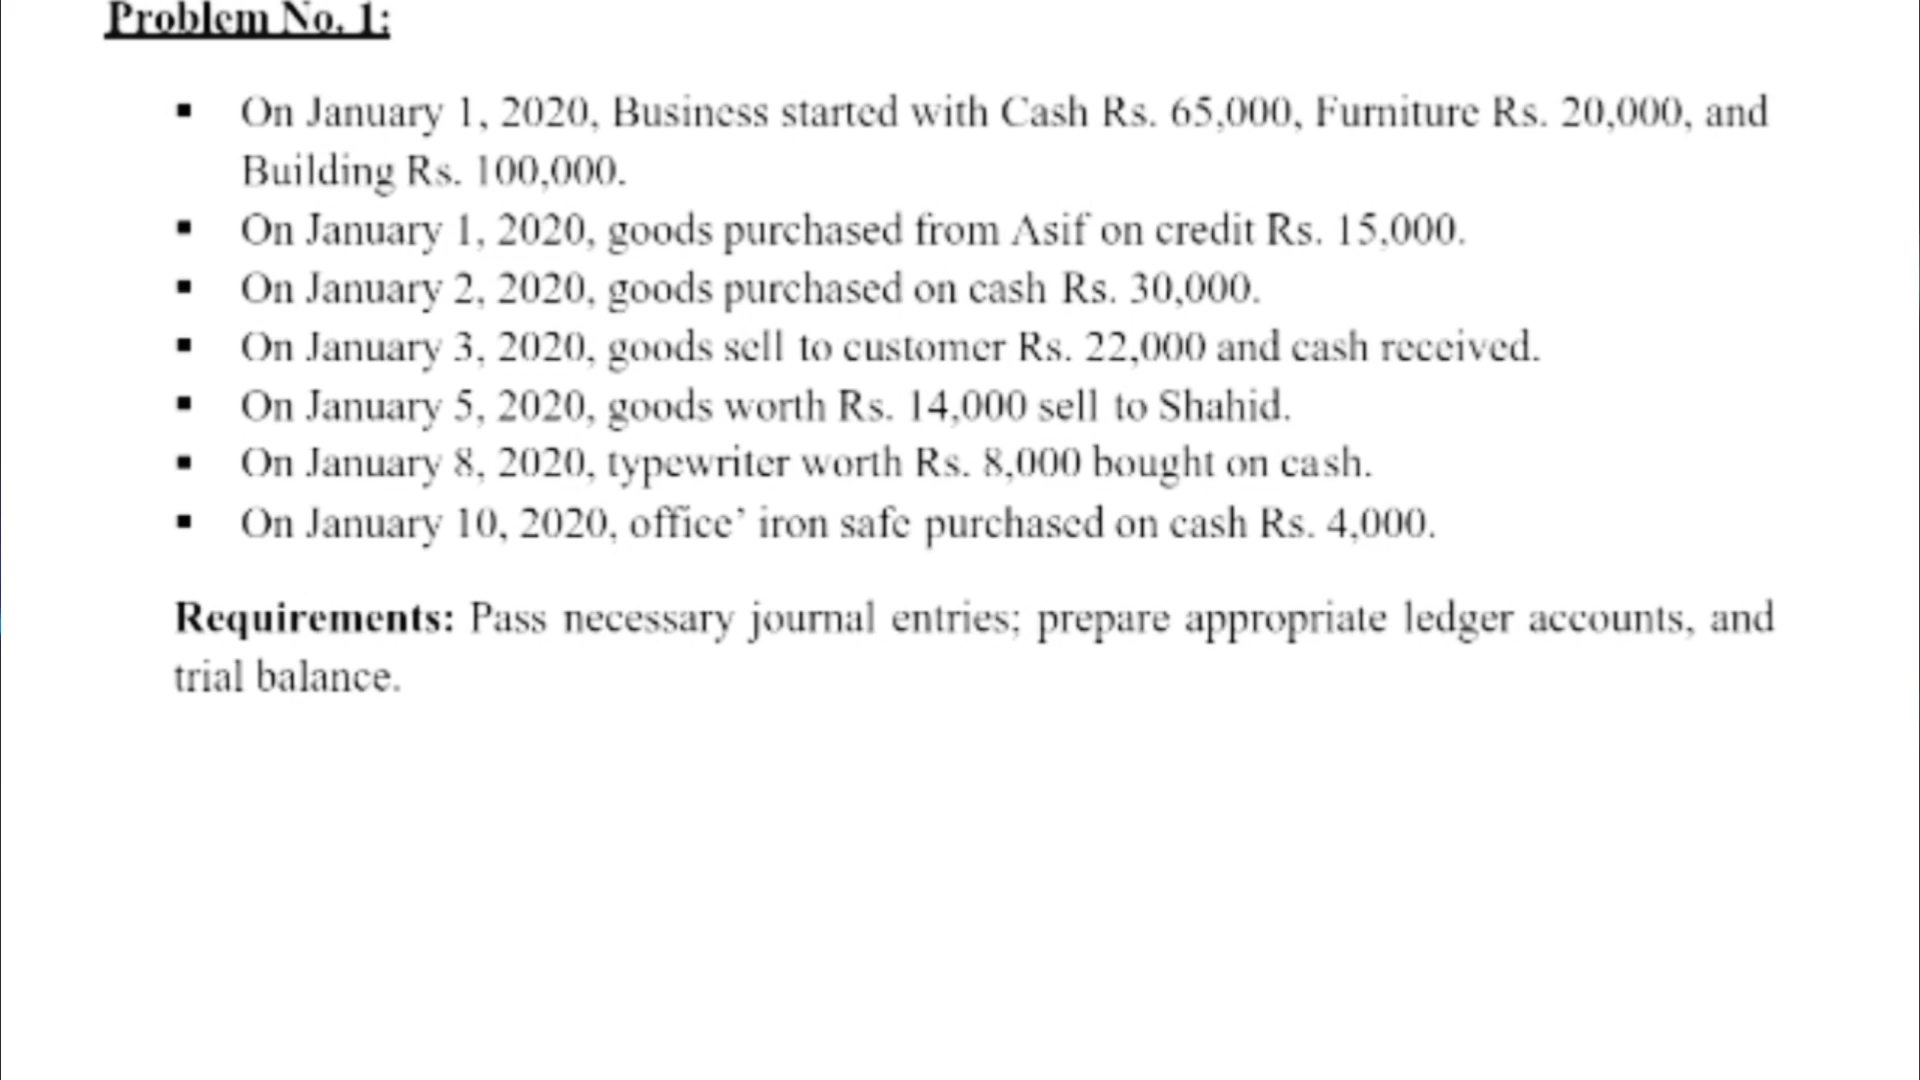 Problem No. 1:
▪ On January 1, 2020, Business started with Cash Rs. 65,000, Furniture Rs. 20,000, and
Building Rs. 100,000.
▪ On January 1, 2020, goods purchased from Asif on credit Rs. 15,000.
▪ On January 2, 2020, goods purchased on cash Rs. 30,000.
▪ On January 3, 2020, goods sell to customer Rs. 22,000 and cash received.
▪ On January 5, 2020, goods worth Rs. 14,000 sell to Shahid.
▪ On January 8, 2020, typewriter worth Rs. 8,000 bought on cash.
▪ On January 10, 2020, office’ iron safe purchased on cash Rs. 4,000.
Requirements: Pass necessary journal entries; prepare appropriate ledger accounts, and
trial balance.